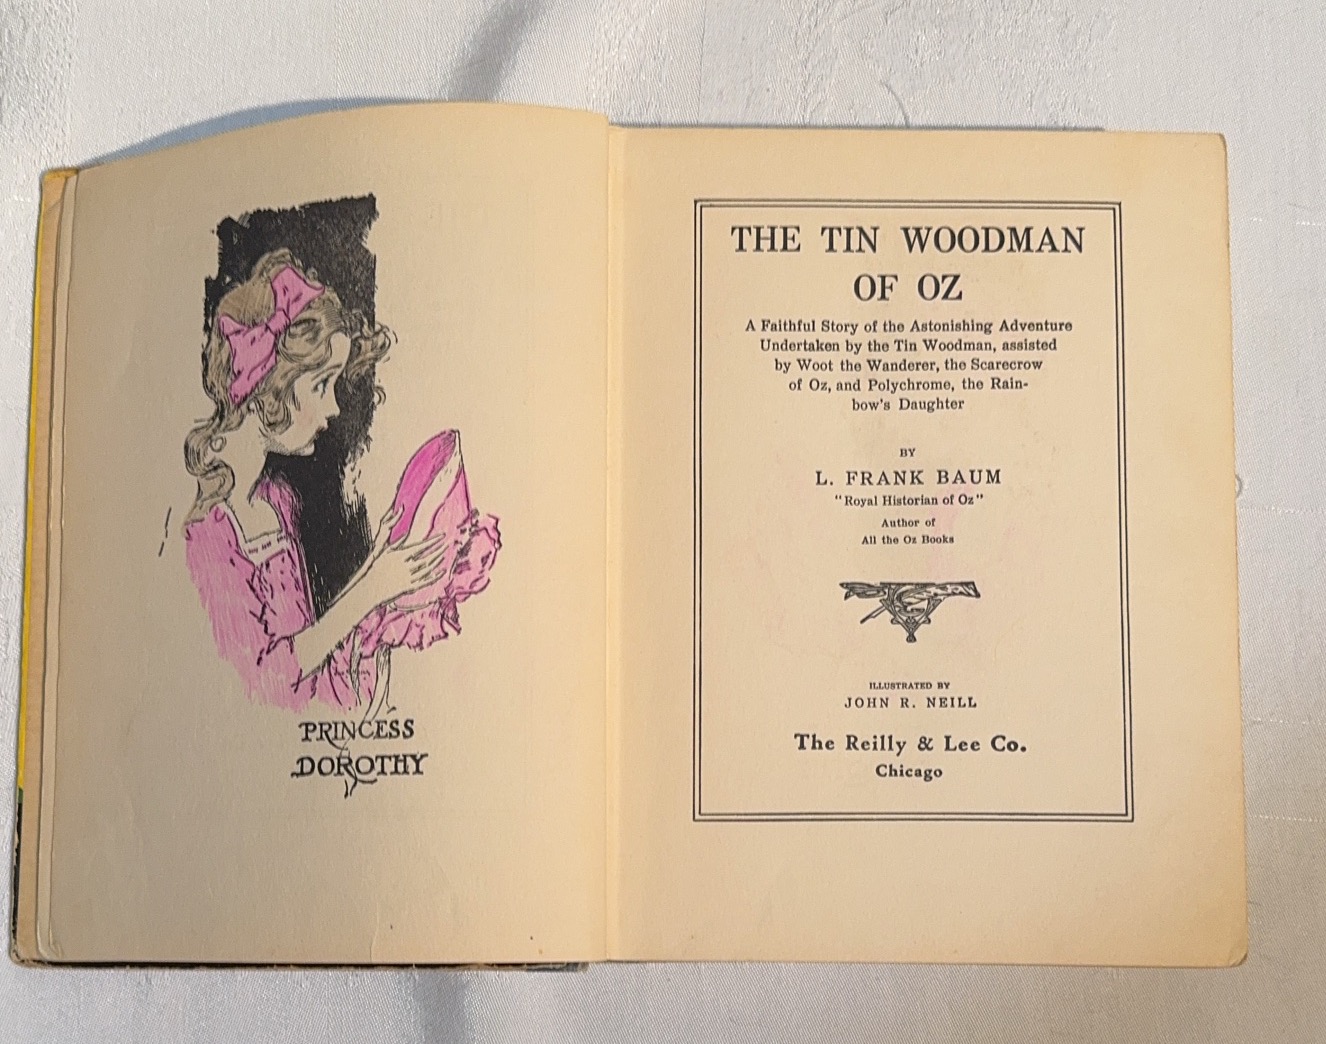 PRINCESS
DOROTHY
THE TIN WOODMAN
OF OZ
A Faithful Story of the Astonishing Adventure
Undertaken by the Tin Woodman, assisted
by Woot the Wanderer, the Scarecrow
of Oz, and Polychrome, the Rain-
bow's Daughter
BY
L. FRANK BAUM
"Royal Historian of Oz"
Author of
All the Oz Books
ILLUSTRATED BY
JOHN R. NEILL
The Reilly & Lee Co.
Chicago